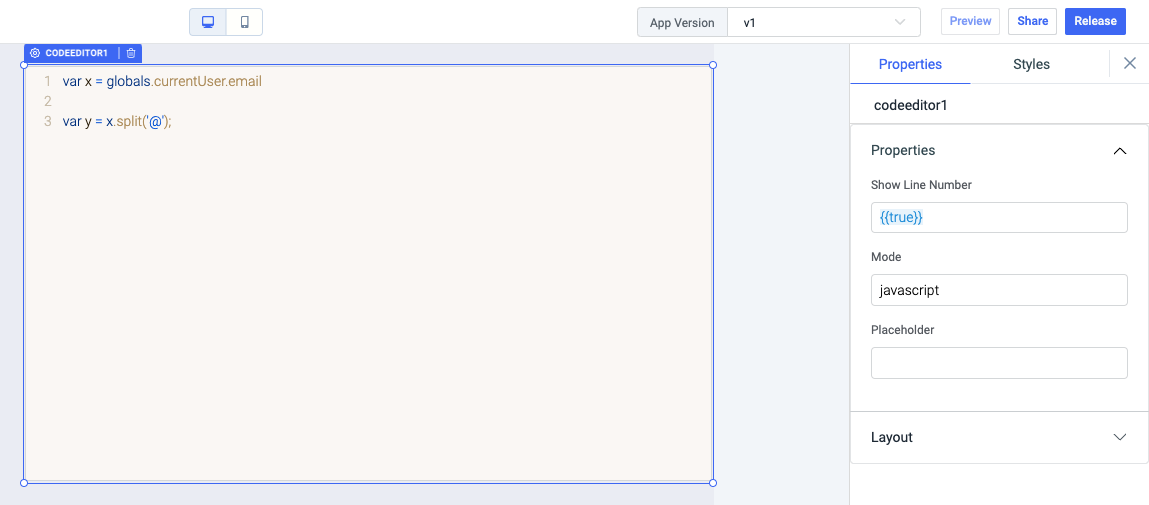 App Version v1 Preview Share Release
CODEEDITOR1
1 var x = globals.currentUser.email
2
3 var y = x.split('@');
Properties Styles
codeeditor1
Properties
Show Line Number
{{true}}
Mode
javascript
Placeholder
Layout